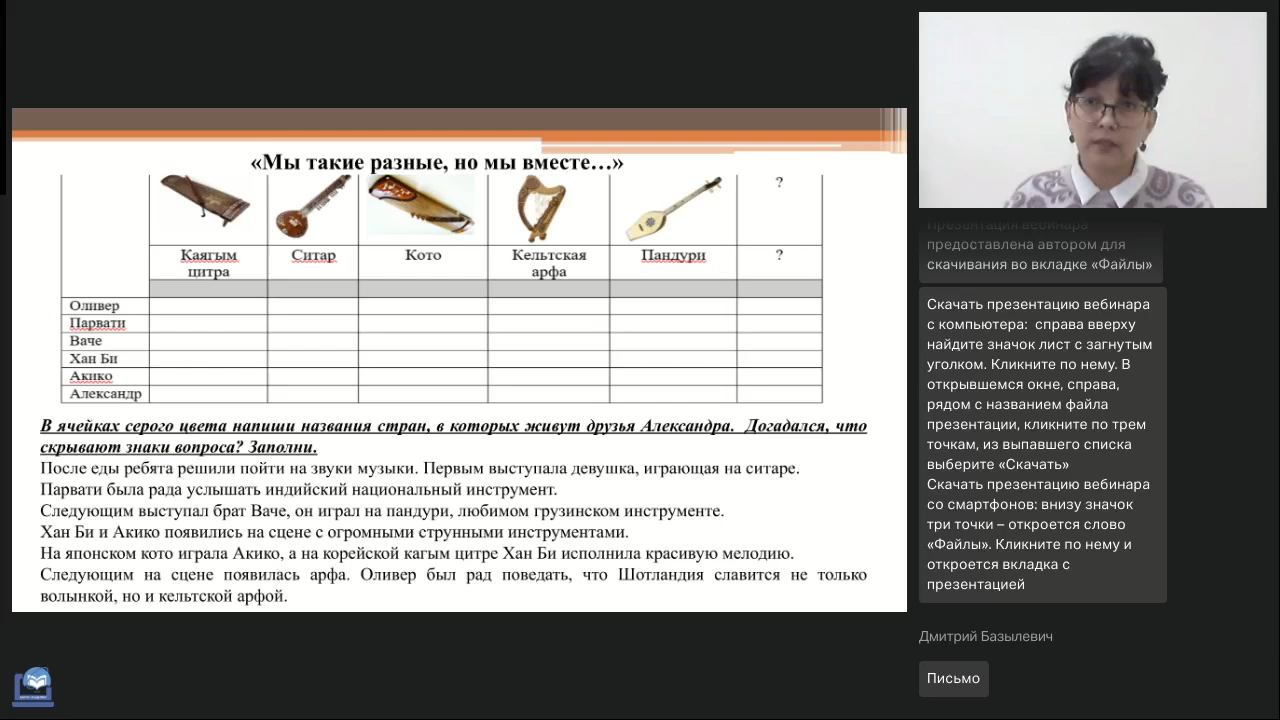 «Мы такие разные, но мы вместе…»
?
Каягым
цитра
Ситар
Кото
Кельтская
арфа
Пандури
?
Оливер
Парвати
Ваче
Хан Би
Акико
Александр
В ячейках серого цвета напиши названия стран, в которых живут друзья Александра. Догадался, что
скрывают знаки вопроса? Заполни.
После еды ребята решили пойти на звуки музыки. Первым выступала девушка, играющая на ситаре.
Парвати была рада услышать индийский национальный инструмент.
Следующим выступал брат Ваче, он играл на пандури, любимом грузинском инструменте.
Хан Би и Акико появились на сцене с огромными струнными инструментами.
На японском кото играла Акико, а на корейской кагым цитре Хан Би исполнила красивую мелодию.
Следующим на сцене появилась арфа. Оливер был рад поведать, что Шотландия славится не только
волынкой, но и кельтской арфой.
Презентация вебинара
предоставлена автором для
скачивания во вкладке «Файлы»
Скачать презентацию вебинара
с компьютера: справа вверху
найдите значок лист с загнутым
уголком. Кликните по нему. В
открывшемся окне, справа,
рядом с названием файла
презентации, кликните по трем
точкам, из выпавшего списка
выберите «Скачать»
Скачать презентацию вебинара
со смартфонов: внизу значок
три точки – откроется слово
«Файлы». Кликните по нему и
откроется вкладка с
презентацией
Дмитрий Базылевич
Письмо